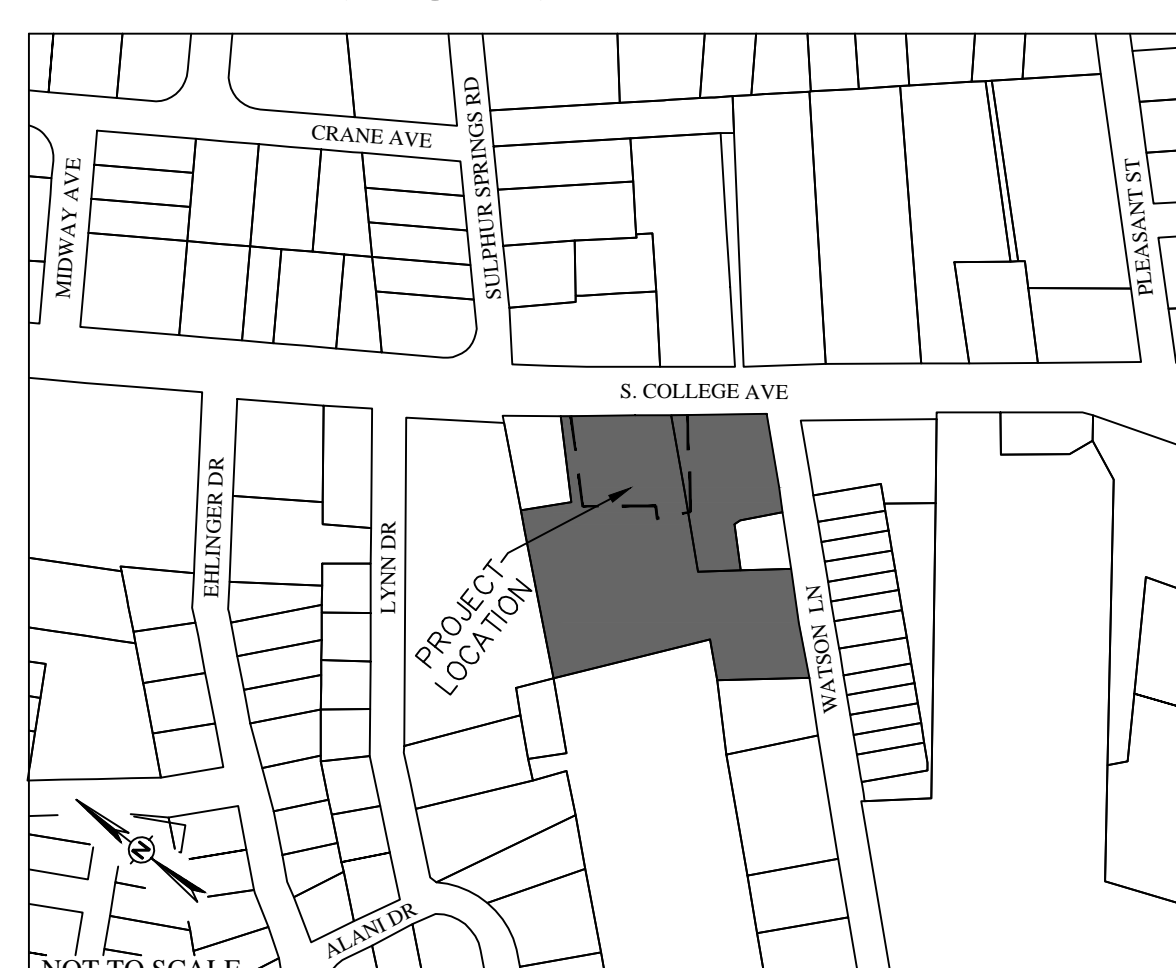 CRANE AVE
SULPHUR SPRINGS RD
MIDWAY AVE
PLEASANT ST
S. COLLEGE AVE
EHLINGER DR
LYNN DR
PROJECT
LOCATION
WATSON LN
N
ALANI DR
NOT TO SCALE